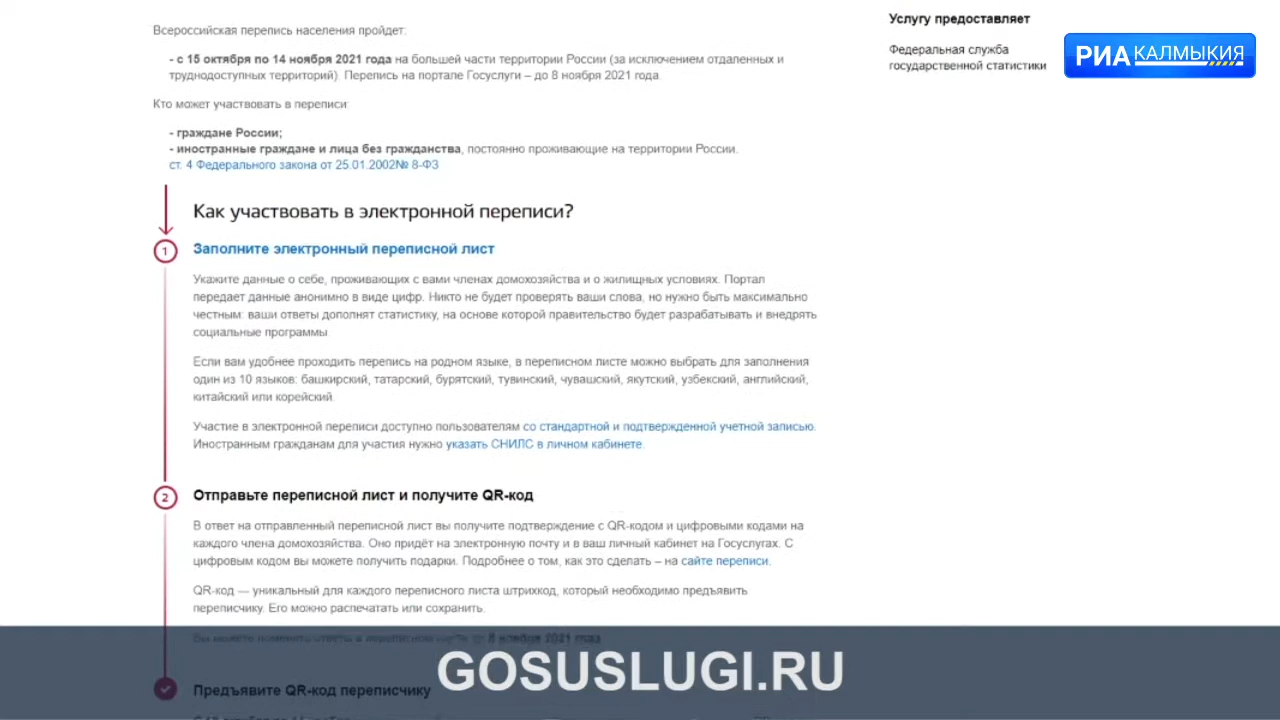 Всероссийская перепись населения пройдет:
- с 15 октября по 14 ноября 2021 года на большей части территории России (за исключением отдаленных и
труднодоступных территорий). Перепись на портале Госуслуги – до 8 ноября 2021 года.
Кто может участвовать в переписи:
- граждане России;
- иностранные граждане и лица без гражданства, постоянно проживающие на территории России.
ст. 4 Федерального закона от 25.01.2002№ 8-ФЗ
Услугу предоставляет
Федеральная служба
государственной статистики
РИА КАЛМЫКИЯ
Как участвовать в электронной переписи?
1 Заполните электронный переписной лист
Укажите данные о себе, проживающих с вами членах домохозяйства и о жилищных условиях. Портал
передает данные анонимно в виде цифр. Никто не будет проверять ваши слова, но нужно быть максимально
честным: ваши ответы дополнят статистику, на основе которой правительство будет разрабатывать и внедрять
социальные программы
Если вам удобнее проходить перепись на родном языке, в переписном листе можно выбрать для заполнения
один из 10 языков: башкирский, татарский, бурятский, тувинский, чувашский, якутский, узбекский, английский,
китайский или корейский.
Участие в электронной переписи доступно пользователям со стандартной и подтвержденной учетной записью.
Иностранным гражданам для участия нужно указать СНИЛС в личном кабинете.
2 Отправьте переписной лист и получите QR-код
В ответ на отправленный переписной лист вы получите подтверждение с QR-кодом и цифровыми кодами на
каждого члена домохозяйства. Оно придёт на электронную почту и в ваш личный кабинет на Госуслугах. С
цифровым кодом вы можете получить подарки. Подробнее о том, как это сделать – на сайте переписи.
QR-код — уникальный для каждого переписного листа штрихкод, который необходимо предъявить
переписчику. Его можно распечатать или сохранить.
Вы можете поменять ответы в переписном листе до 8 ноября 2021 года
GOSUSLUGI.RU
Предъявите QR-код переписчику